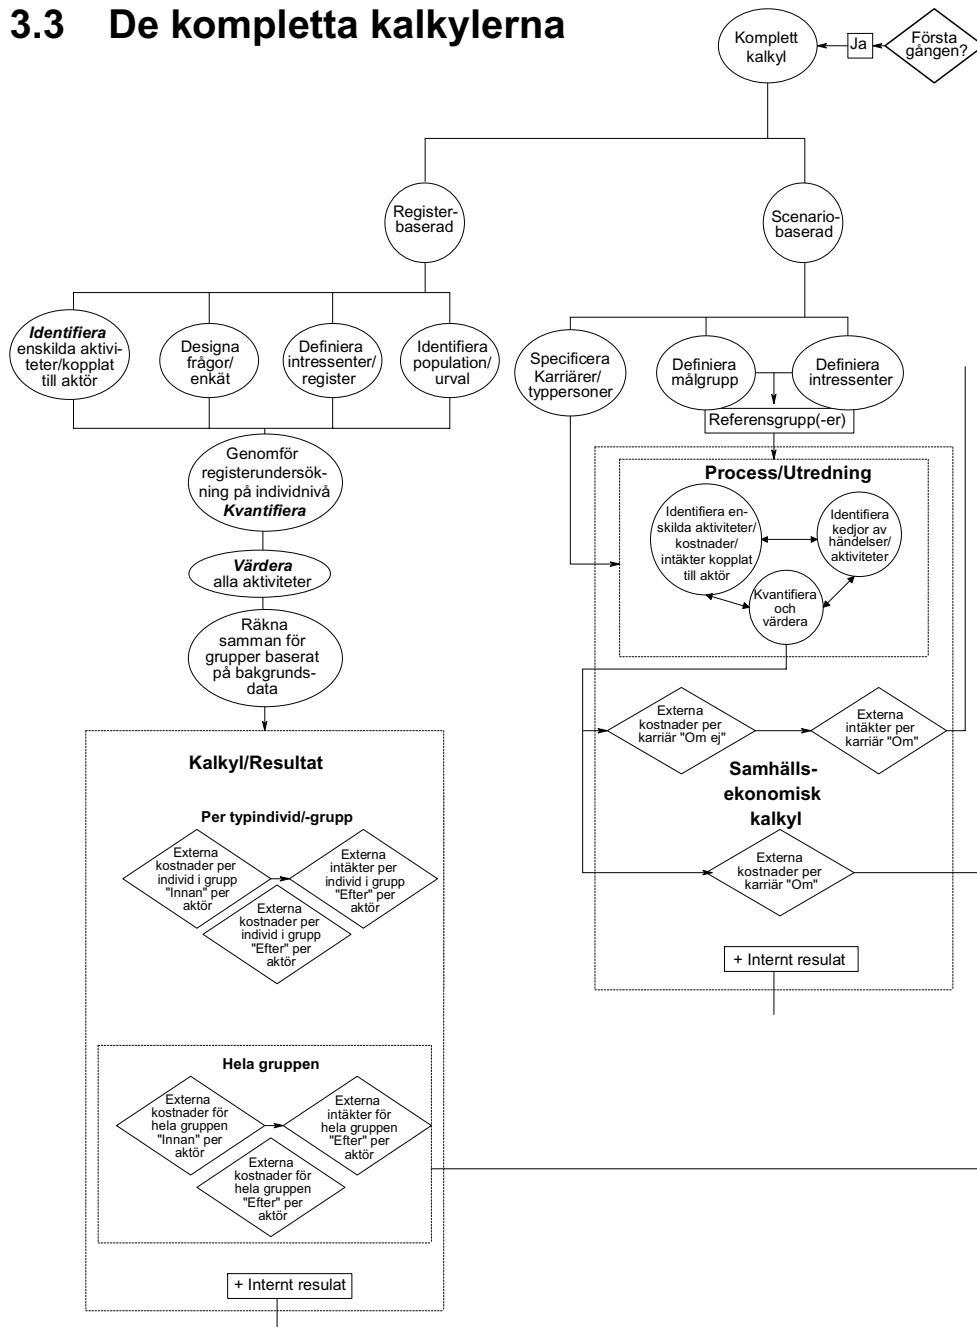 3.3 De kompletta kalkylerna
Komplett
kalkyl
Ja
Första
gången?
Register-
baserad
Scenario-
baserad
Identifiera
enskilda aktivi-
teter/kopplat
till aktör
Designa
frågor/
enkät
Definiera
intressenter/
register
Identifiera
population/
urval
Specificera
Karriärer/
typpersoner
Definiera
målgrupp
Definiera
intressenter
Referensgrupp(-er)
Genomför
registerundersök-
ning på individnivå
Kvantifiera
Värdera
alla aktiviteter
Räkna
samman för
grupper baserat
på bakgrunds-
data
Process/Utredning
Identifiera en-
skilda aktiviteter/
kostnader/
intäkter kopplat
till aktör
Identifiera
kedjor av
händelser/
aktiviteter
Kvantifiera
och
värdera
Externa
kostnader per
karriär "Om ej"
Externa
intäkter per
karriär "Om"
Samhälls-
ekonomisk
kalkyl
Externa
kostnader per
karriär "Om"
+ Internt resulat
Kalkyl/Resultat
Per typindivid/-grupp
Externa
kostnader per
individ i grupp
"Innan" per
aktör
Externa
intäkter per
individ i grupp
"Efter" per
aktör
Externa
kostnader per
individ i grupp
"Efter" per
aktör
Hela gruppen
Externa
kostnader för
hela gruppen
"Innan" per
aktör
Externa
intäkter för
hela gruppen
"Efter" per
aktör
Externa
kostnader för
hela gruppen
"Efter" per
aktör
+ Internt resulat